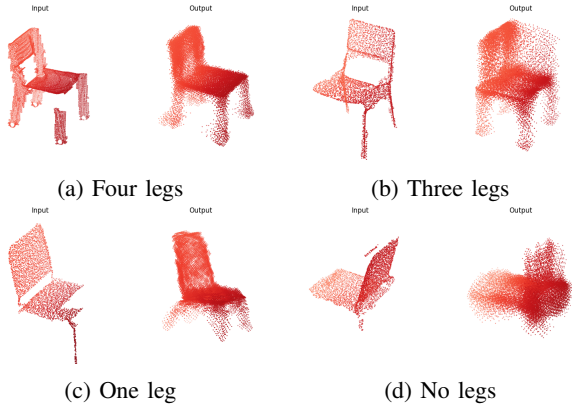 Input
Output
Input
Output
(a) Four legs
(b) Three legs
Input
Output
Input
Output
(c) One leg
(d) No legs